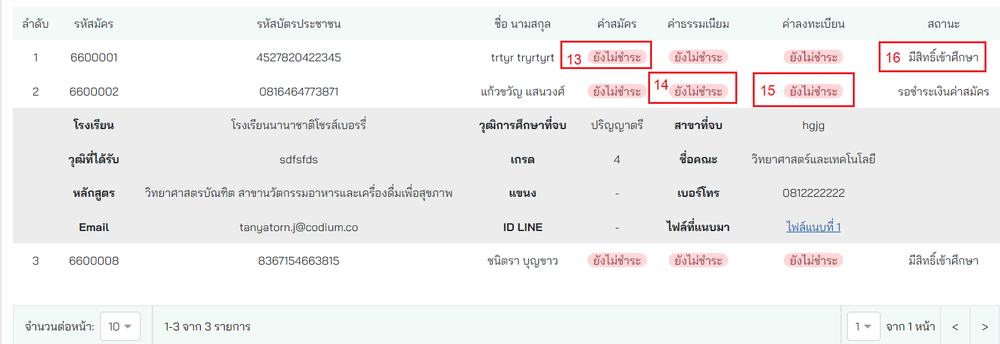 ลำดับ รหัสมัคร รหัสบัตรประชาชน ชื่อ นามสกุล ค่าสมัคร ค่าธรรมเนียม ค่าลงทะเบียน สถานะ
1 6600001 4527820422345 trtyr tryrtyrt 13 ยังไม่ชำระ ยังไม่ชำระ ยังไม่ชำระ 16 มีสิทธิ์เข้าศึกษา
2 6600002 0816464773871 แก้วขวัญ แสนวงศ์ ยังไม่ชำระ 14 ยังไม่ชำระ 15 ยังไม่ชำระ รอชำระเงินค่าสมัคร
โรงเรียน โรงเรียนนานาชาติโชรส์เบอรรี่ วุฒิการศึกษาที่จบ ปริญญาตรี สาขาที่จบ hgjg
วุฒิที่ได้รับ sdfsfds เกรด 4 ชื่อคณะ วิทยาศาสตร์และเทคโนโลยี
หลักสูตร วิทยาศาสตรบัณฑิต สาขานวัตกรรมอาหารและเครื่องดื่มเพื่อสุขภาพ แขนง - เบอร์โทร 0812222222
Email tanyatorn.j@codium.co ID LINE - ไฟล์ที่แนบมา ไฟล์แนบที่ 1
3 6600008 8367154663815 ชนิตรา บุญขาว ยังไม่ชำระ ยังไม่ชำระ ยังไม่ชำระ มีสิทธิ์เข้าศึกษา
จำนวนต่อหน้า: 10 1-3 จาก 3 รายการ 1 จาก 1 หน้า < >